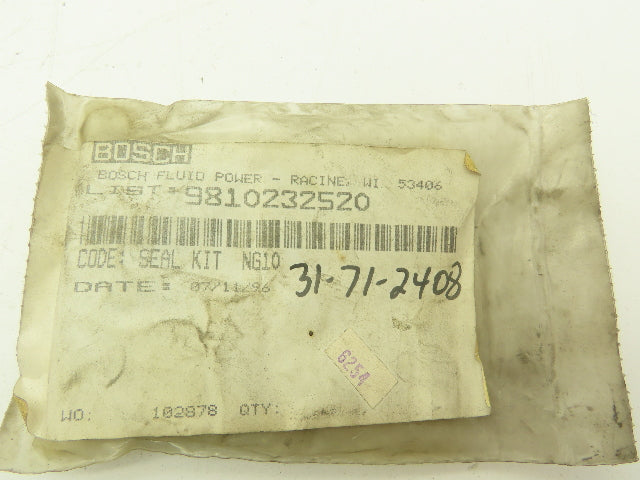 BOSCH
BOSCH FLUID POWER - RACINE, WI 53406
LIST: 9810232520
CODE: SEAL KIT NG10
31-71-2408
DATE: 07/11/96
6254
WO: 102878 QTY: